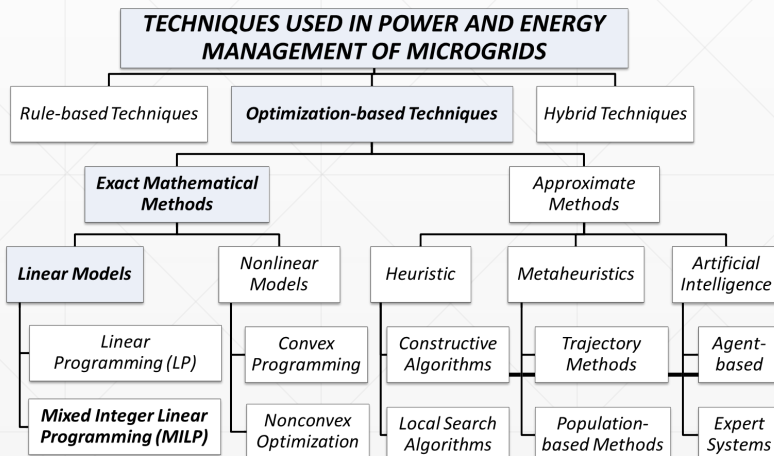 TECHNIQUES USED IN POWER AND ENERGY
MANAGEMENT OF MICROGRIDS
Rule-based Techniques
Optimization-based Techniques
Hybrid Techniques
Exact Mathematical
Methods
Approximate
Methods
Linear Models
Nonlinear
Models
Heuristic
Metaheuristics
Artificial
Intelligence
Linear
Programming (LP)
Convex
Programming
Constructive
Algorithms
Trajectory
Methods
Agent-
based
Mixed Integer Linear
Programming (MILP)
Nonconvex
Optimization
Local Search
Algorithms
Population-
based Methods
Expert
Systems